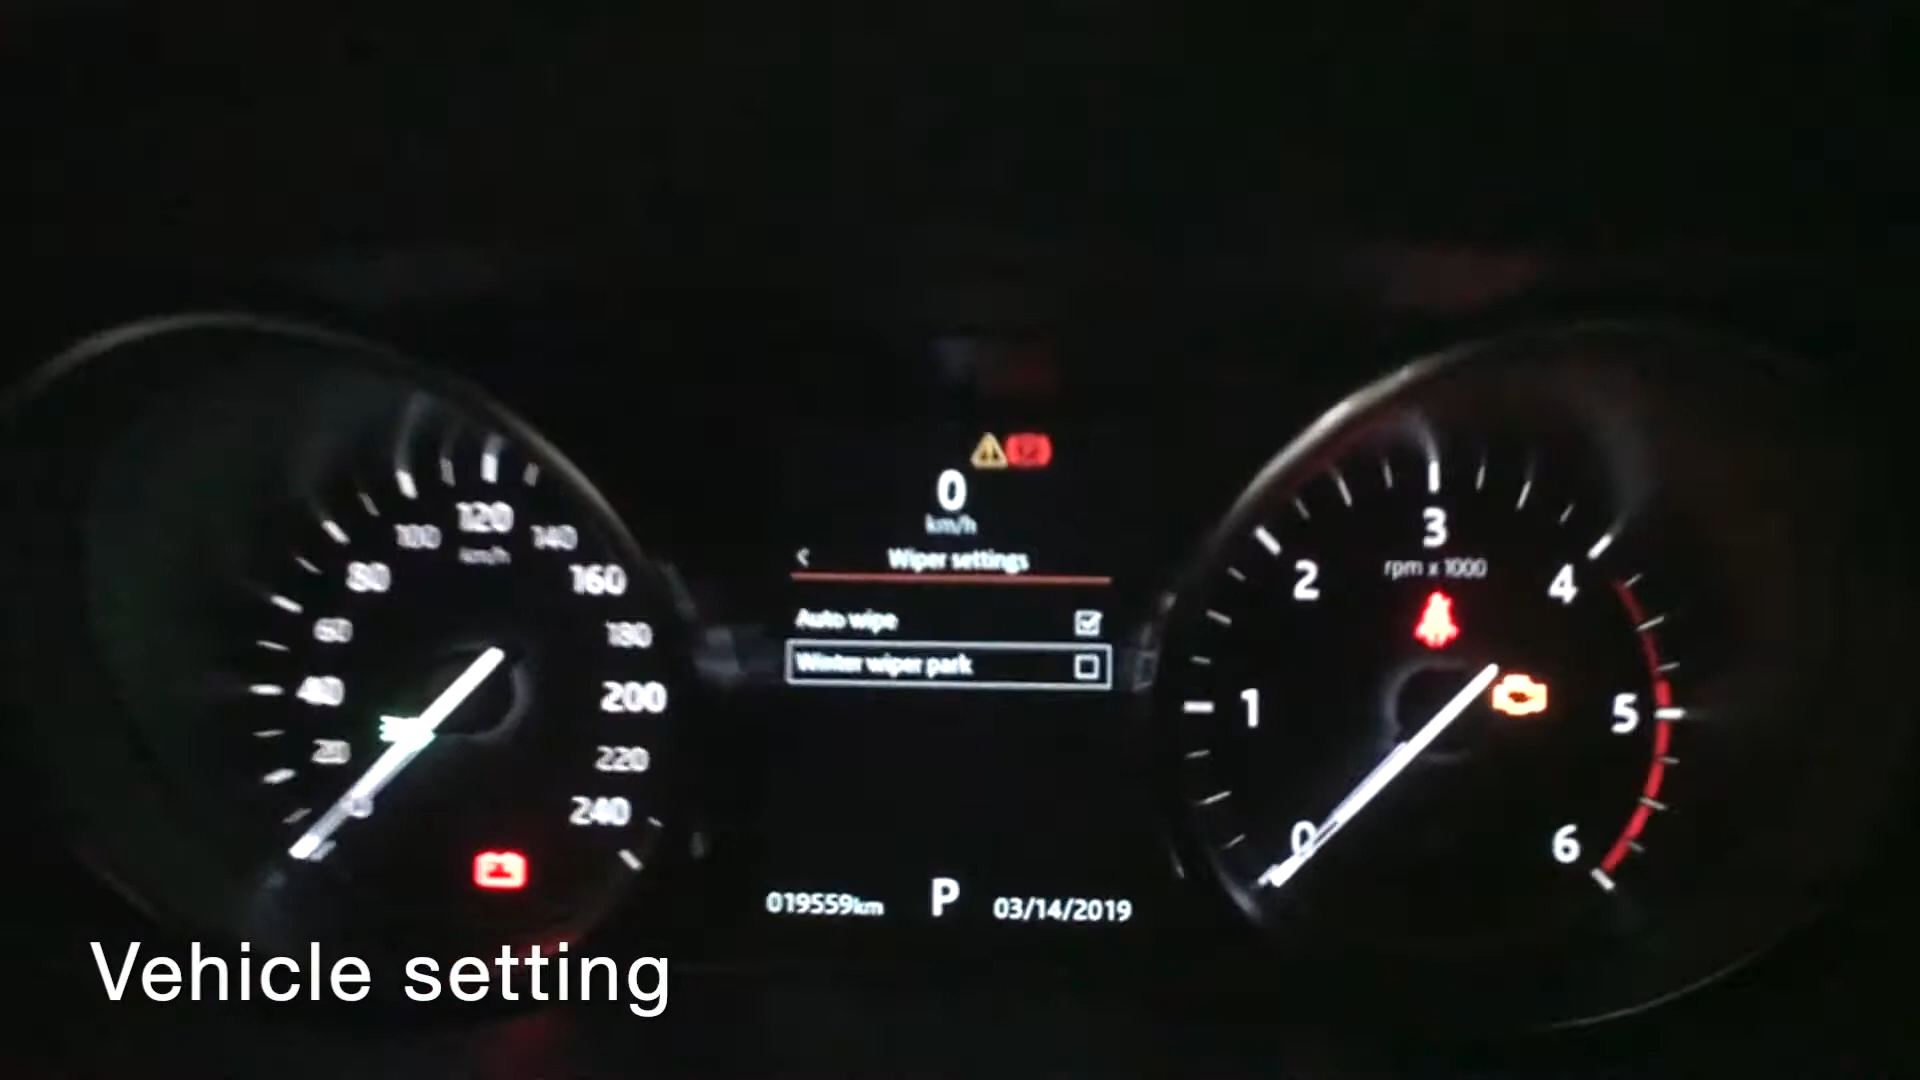 0
km/h
Wiper settings
Auto wipe
Winter wiper park
20
40
60
80
100
120
km/h
140
160
180
200
220
240
0
1
2
3
rpm x 1000
4
5
6
019559km
P
03/14/2019
Vehicle setting